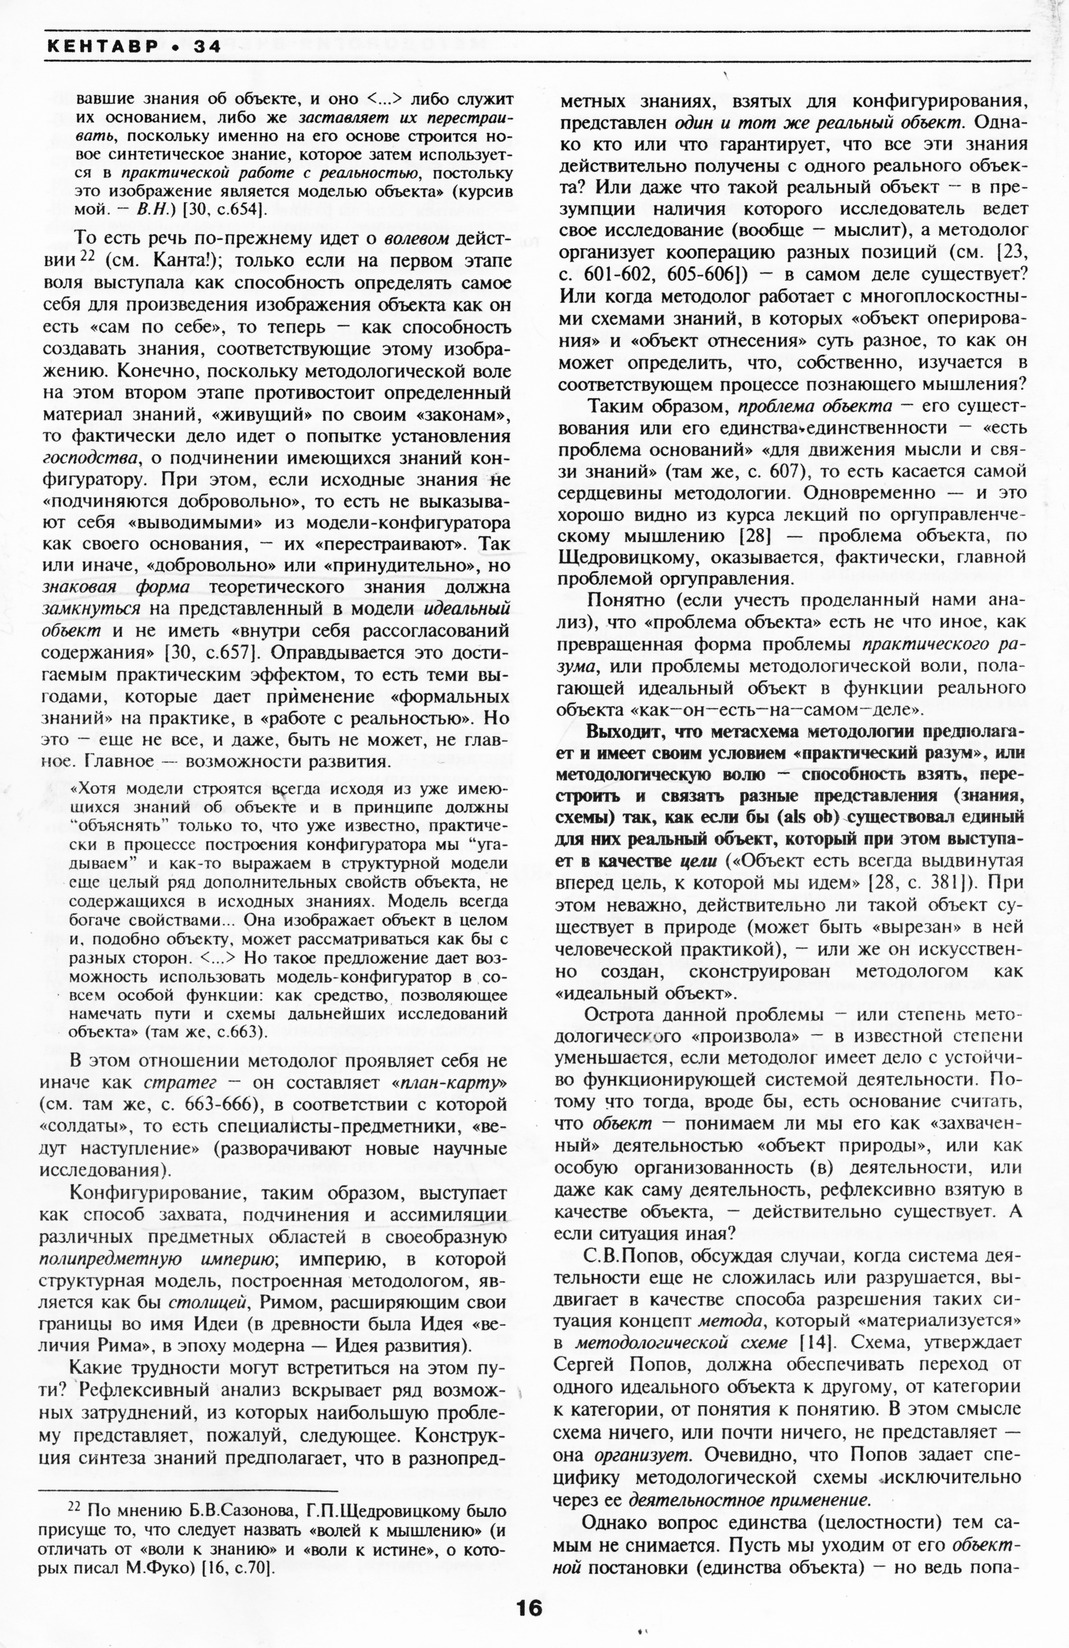 КЕНТАВР • 34
вавшие знания об объекте, и оно <...> либо служит
их основанием, либо же заставляет их перестраи-
вать, поскольку именно на его основе строится но-
вое синтетическое знание, которое затем использует-
ся в практической работе с реальностью, постольку
это изображение является моделью объекта» (курсив
мой. — В.Н.) [30, с.654].
То есть речь по-прежнему идет о волевом дейст-
вии 22 (см. Канта!); только если на первом этапе
воля выступала как способность определять самое
себя для произведения изображения объекта как он
есть «сам по себе», то теперь — как способность
создавать знания, соответствующие этому изобра-
жению. Конечно, поскольку методологической воле
на этом втором этапе противостоит определенный
материал знаний, «живущий» по своим «законам»,
то фактически дело идет о попытке установления
господства, о подчинении имеющихся знаний кон-
фигуратору. При этом, если исходные знания не
«подчиняются добровольно», то есть не выказыва-
ют себя «выводимыми» из модели-конфигуратора
как своего основания, — их «перестраивают». Так
или иначе, «добровольно» или «принудительно», но
знаковая форма теоретического знания должна
замкнуться на представленный в модели идеальный
объект и не иметь «внутри себя рассогласований
содержания» [30, с.657]. Оправдывается это дости-
гаемым практическим эффектом, то есть теми вы-
годами, которые дает применение «формальных
знаний» на практике, в «работе с реальностью». Но
это — еще не все, и даже, быть не может, не глав-
ное. Главное — возможности развития.
«Хотя модели строятся всегда исходя из уже имею-
щихся знаний об объекте и в принципе должны
“объяснять” только то, что уже известно, практиче-
ски в процессе построения конфигуратора мы “уга-
дываем” и как-то выражаем в структурной модели
еще целый ряд дополнительных свойств объекта, не
содержащихся в исходных знаниях. Модель всегда
богаче свойствами... Она изображает объект в целом
и, подобно объекту, может рассматриваться как бы с
разных сторон. <...> Но такое предложение дает воз-
можность использовать модель-конфигуратор в со-
всем особой функции: как средство, позволяющее
намечать пути и схемы дальнейших исследований
объекта» (там же, с.663).
В этом отношении методолог проявляет себя не
иначе как стратег — он составляет «план-карту»
(см. там же, с. 663-666), в соответствии с которой
«солдаты», то есть специалисты-предметники, «ве-
дут наступление» (разворачивают новые научные
исследования).
Конфигурирование, таким образом, выступает
как способ захвата, подчинения и ассимиляции
различных предметных областей в своеобразную
полипредметную империю; империю, в которой
структурная модель, построенная методологом, яв-
ляется как бы столицей, Римом, расширяющим свои
границы во имя Идеи (в древности была Идея «ве-
личия Рима», в эпоху модерна — Идея развития).
Какие трудности могут встретиться на этом пу-
ти? Рефлексивный анализ вскрывает ряд возмож-
ных затруднений, из которых наибольшую пробле-
му представляет, пожалуй, следующее. Конструк-
ция синтеза знаний предполагает, что в разнопред-
22 По мнению Б.В.Сазонова, Г.П.Щедровицкому было
присуще то, что следует назвать «волей к мышлению» (и
отличать от «воли к знанию» и «воли к истине», о кото-
рых писал М.Фуко) [16, с.70].
метных знаниях, взятых для конфигурирования,
представлен один и тот же реальный объект. Одна-
ко кто или что гарантирует, что все эти знания
действительно получены с одного реального объек-
та? Или даже что такой реальный объект — в пре-
зумпции наличия которого исследователь ведет
свое исследование (вообще — мыслит), а методолог
организует кооперацию разных позиций (см. [23,
с. 601-602, 605-606]) — в самом деле существует?
Или когда методолог работает с многоплоскостны-
ми схемами знаний, в которых «объект оперирова-
ния» и «объект отнесения» суть разное, то как он
может определить, что, собственно, изучается в
соответствующем процессе познающего мышления?
Таким образом, проблема объекта — его сущест-
вования или его единства-единственности — «есть
проблема оснований» «для движения мысли и свя-
зи знаний» (там же, с. 607), то есть касается самой
сердцевины методологии. Одновременно — и это
хорошо видно из курса лекций по оргуправленче-
скому мышлению [28] — проблема объекта, по
Щедровицкому, оказывается, фактически, главной
проблемой оргуправления.
Понятно (если учесть проделанный нами ана-
лиз), что «проблема объекта» есть не что иное, как
превращенная форма проблемы практического ра-
зума, или проблемы методологической воли, пола-
гающей идеальный объект в функции реального
объекта «как—он—есть—на—самом—деле».
Выходит, что метасхема методологии предполага-
ет и имеет своим условием «практический разум», или
методологическую волю — способность взять, пере-
строить и связать разные представления (знания,
схемы) так, как если бы (als ob) существовал единый
для них реальный объект, который при этом выступа-
ет в качестве цели («Объект есть всегда выдвинутая
вперед цель, к которой мы идем» [28, с. 381]). При
этом неважно, действительно ли такой объект су-
ществует в природе (может быть «вырезан» в ней
человеческой практикой), — или же он искусствен-
но создан, сконструирован методологом как
«идеальный объект».
Острота данной проблемы — или степень мето-
дологического «произвола» — в известной степени
уменьшается, если методолог имеет дело с устойчи-
во функционирующей системой деятельности. По-
тому что тогда, вроде бы, есть основание считать,
что объект — понимаем ли мы его как «захвачен-
ный» деятельностью «объект природы», или как
особую организованность (в) деятельности, или
даже как саму деятельность, рефлексивно взятую в
качестве объекта, — действительно существует. А
если ситуация иная?
С.В.Попов, обсуждая случаи, когда система дея-
тельности еще не сложилась или разрушается, вы-
двигает в качестве способа разрешения таких си-
туация концепт метода, который «материализуется»
в методологической схеме [14]. Схема, утверждает
Сергей Попов, должна обеспечивать переход от
одного идеального объекта к другому, от категории
к категории, от понятия к понятию. В этом смысле
схема ничего, или почти ничего, не представляет —
она организует. Очевидно, что Попов задает спе-
цифику методологической схемы исключительно
через ее деятельностное применение.
Однако вопрос единства (целостности) тем са-
мым не снимается. Пусть мы уходим от его объект-
ной постановки (единства объекта) — но ведь попа-
16